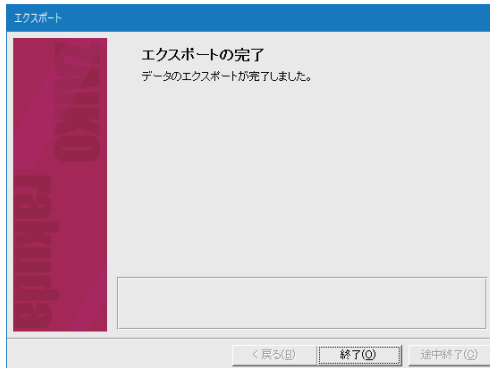 エクスポート
エクスポートの完了
データのエクスポートが完了しました。
ZAIKO
rakuda
< 戻る(B)
終了(O)
途中終了(C)